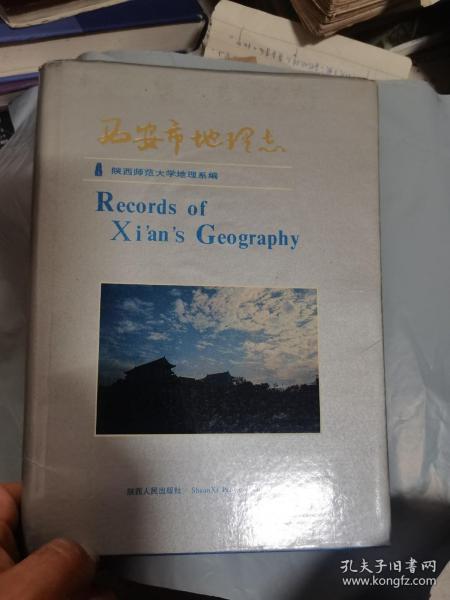 西安市地理志
陕西师范大学地理系编
Records of
Xi'an's Geography
陕西人民出版社 ShaanXi
孔夫子旧书网
www.kongfz.com